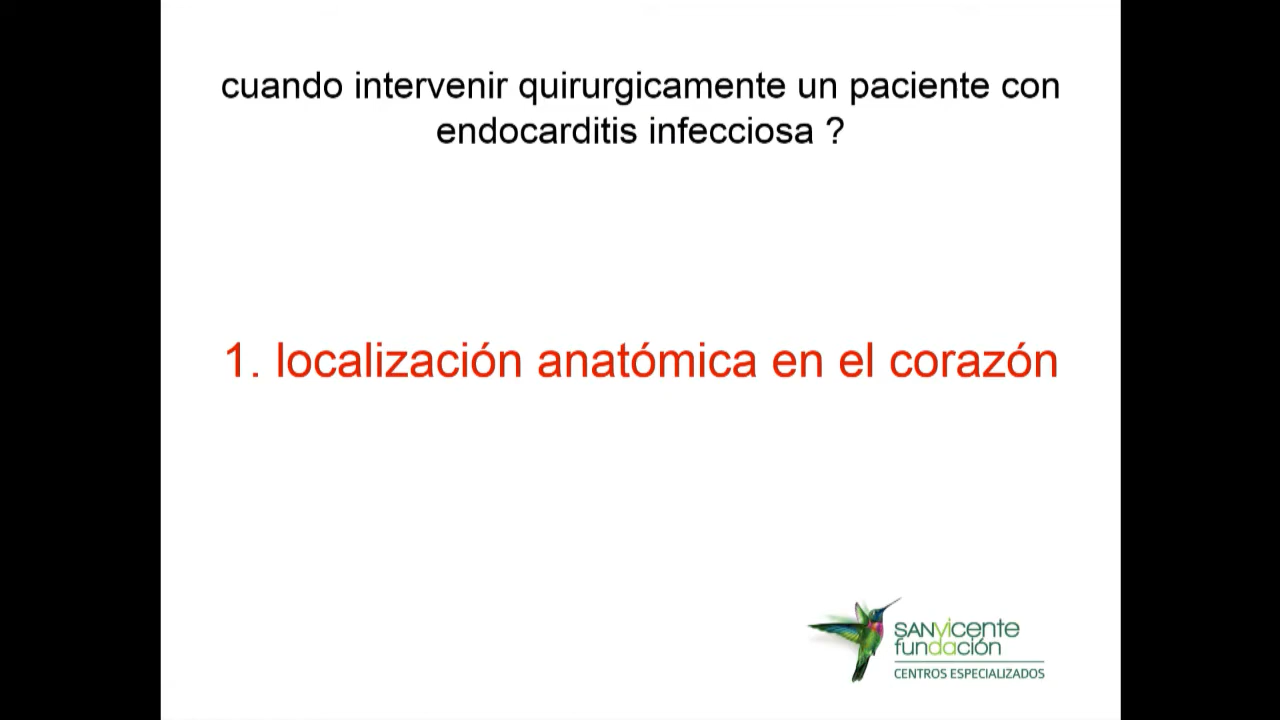 cuando intervenir quirurgicamente un paciente con
endocarditis infecciosa ?
1. localización anatómica en el corazón
SANVicente
fundación
CENTROS ESPECIALIZADOS